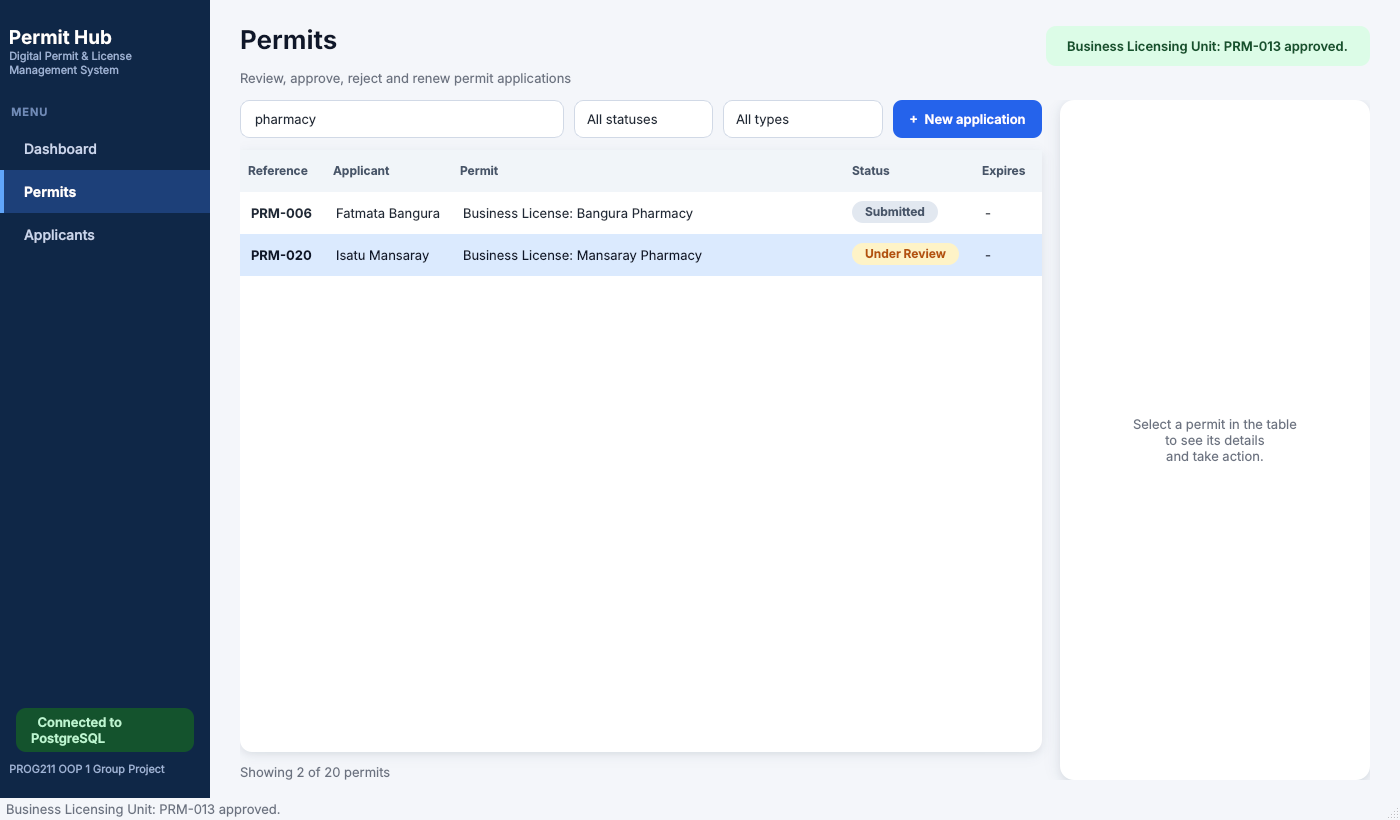 Permit Hub
Digital Permit & License
Management System
MENU
Dashboard
Permits
Applicants
Connected to
PostgreSQL
PROG211 OOP 1 Group Project
Permits
Review, approve, reject and renew permit applications
Business Licensing Unit: PRM-013 approved.
pharmacy
All statuses
All types
+ New application
Reference Applicant Permit Status Expires
PRM-006 Fatmata Bangura Business License: Bangura Pharmacy Submitted -
PRM-020 Isatu Mansaray Business License: Mansaray Pharmacy Under Review -
Showing 2 of 20 permits
Select a permit in the table
to see its details
and take action.
Business Licensing Unit: PRM-013 approved.